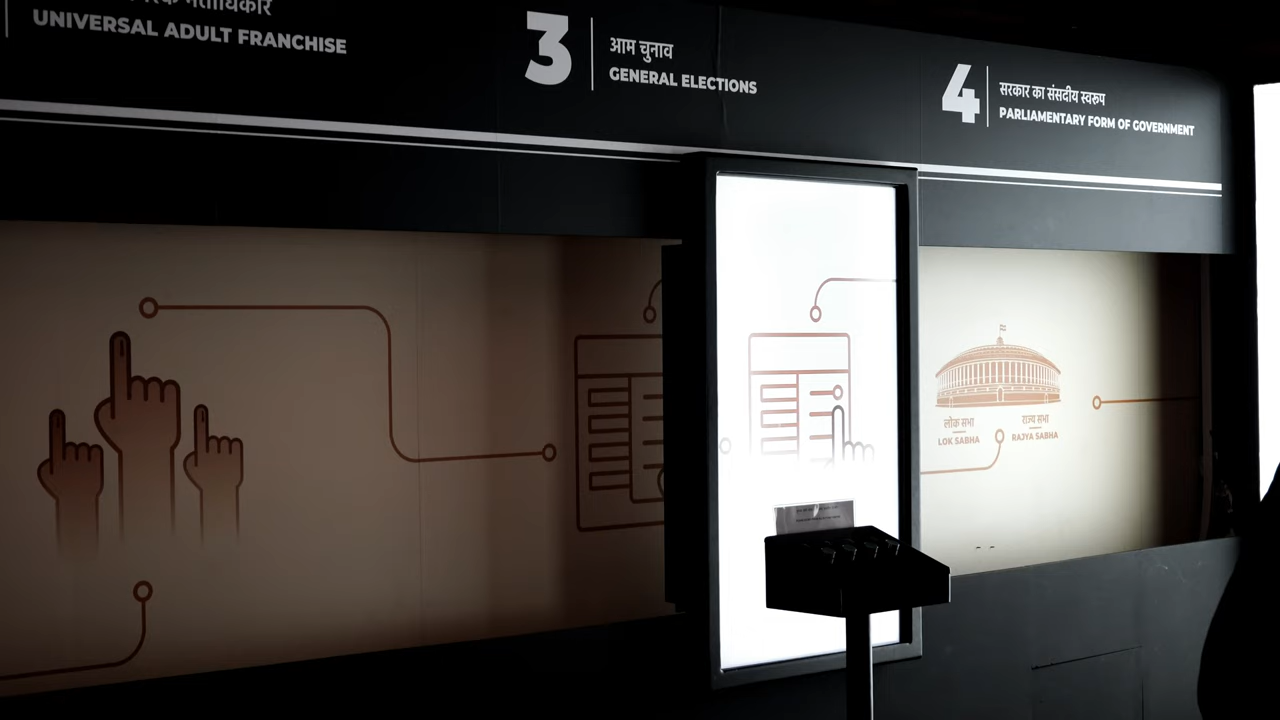 UNIVERSAL ADULT FRANCHISE
3
आम चुनाव
GENERAL ELECTIONS
4
सरकार का संसदीय स्वरूप
PARLIAMENTARY FORM OF GOVERNMENT
लोक सभा
LOK SABHA
राज्य सभा
RAJYA SABHA